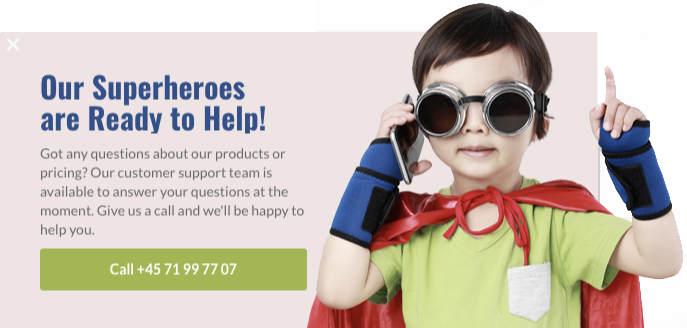 Our Superheroes
are Ready to Help!
Got any questions about our products or
pricing? Our customer support team is
available to answer your questions at the
moment. Give us a call and we'll be happy to
help you.
Call +45 71 99 77 07